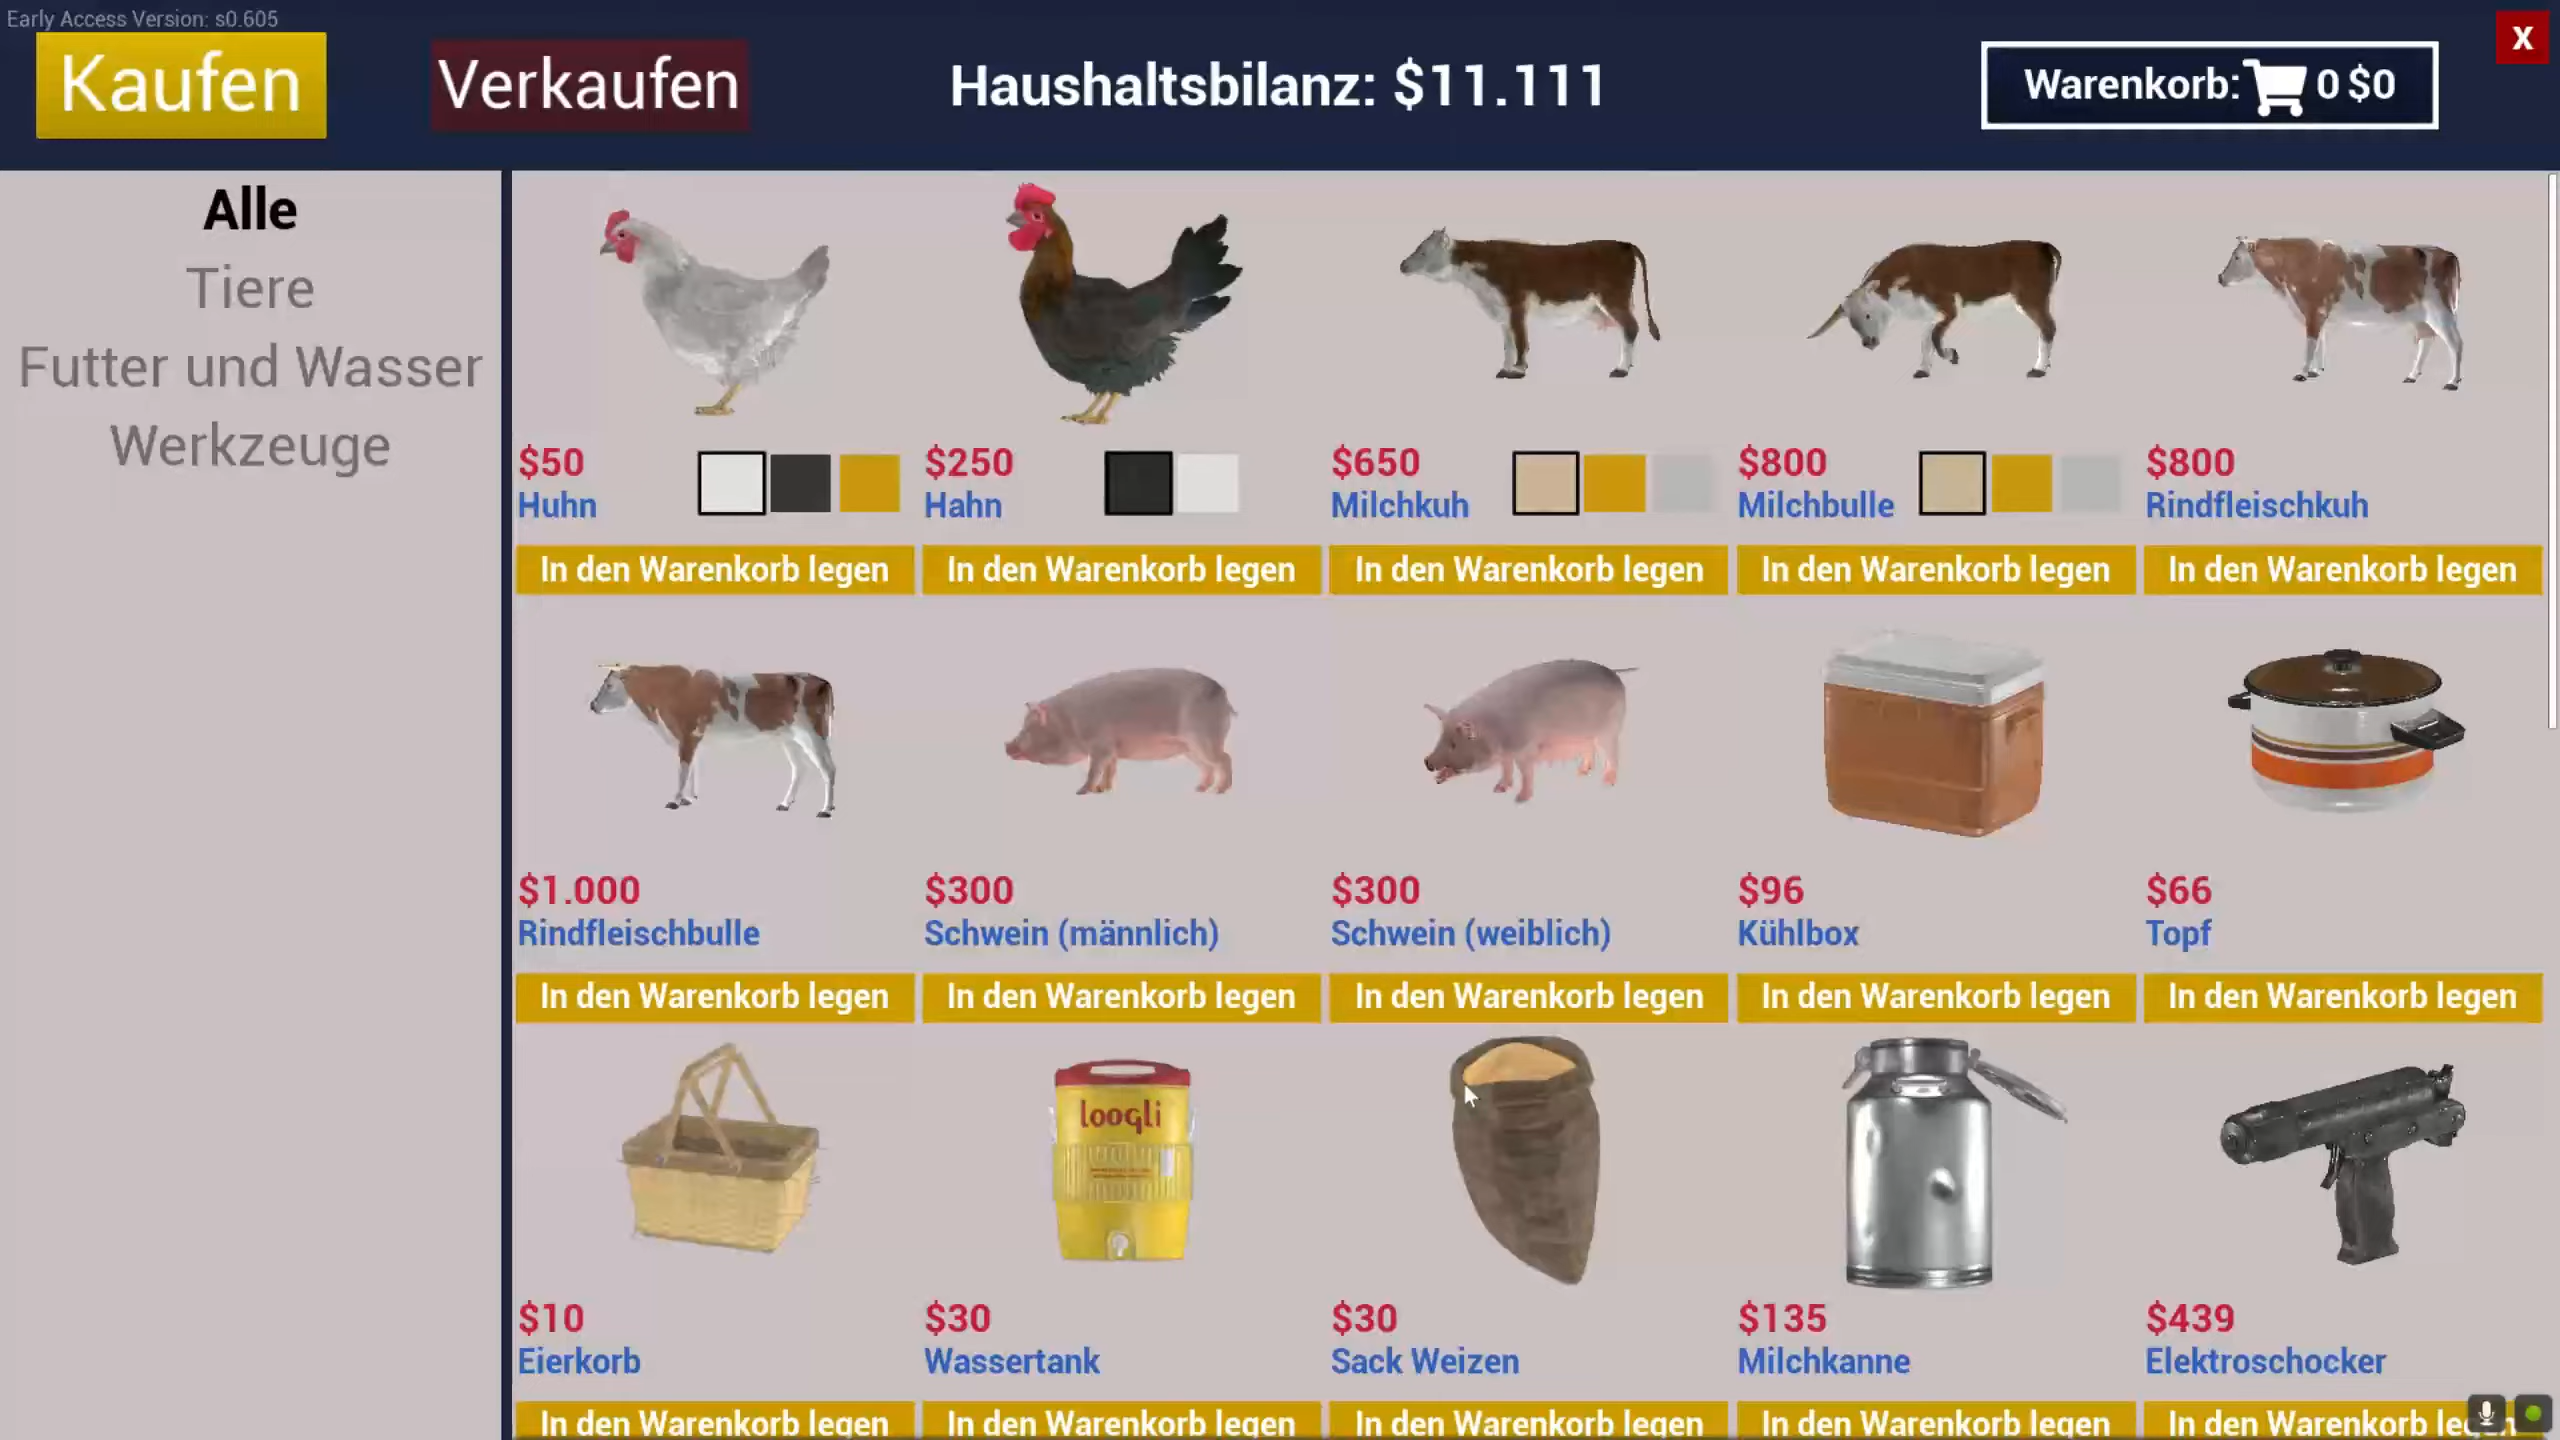 Early Access Version: s0.605
Kaufen
Verkaufen
Haushaltsbilanz: $11.111
Warenkorb: 0 $0
X
Alle
Tiere
Futter und Wasser
Werkzeuge
$50
Huhn
In den Warenkorb legen
$250
Hahn
In den Warenkorb legen
$650
Milchkuh
In den Warenkorb legen
$800
Milchbulle
In den Warenkorb legen
$800
Rindfleischkuh
In den Warenkorb legen
$1.000
Rindfleischbulle
In den Warenkorb legen
$300
Schwein (männlich)
In den Warenkorb legen
$300
Schwein (weiblich)
In den Warenkorb legen
$96
Kühlbox
In den Warenkorb legen
$66
Topf
In den Warenkorb legen
$10
Eierkorb
In den Warenkorb legen
loogli
$30
Wassertank
In den Warenkorb legen
$30
Sack Weizen
In den Warenkorb legen
$135
Milchkanne
In den Warenkorb legen
$439
Elektroschocker
In den Warenkorb legen